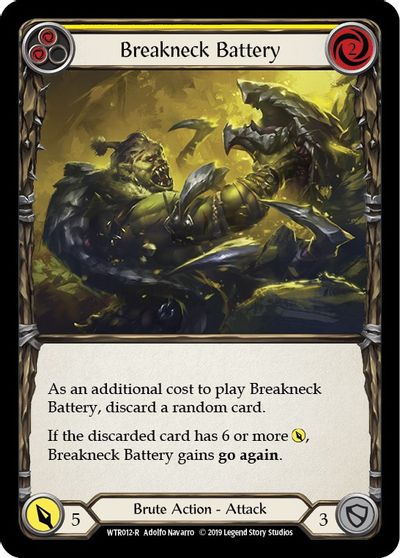 Breakneck Battery
2
As an additional cost to play Breakneck
Battery, discard a random card.
If the discarded card has 6 or more ,
Breakneck Battery gains go again.
5
Brute Action - Attack
3
WTR012-R Adolfo Navarro © 2019 Legend Story Studios